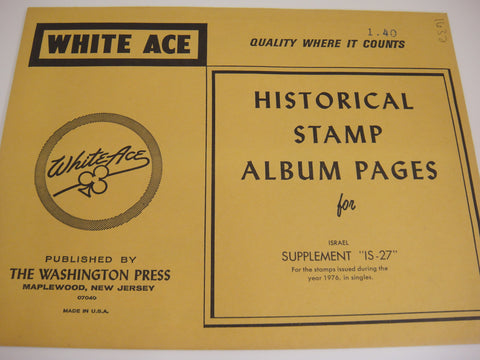 WHITE ACE
QUALITY WHERE IT COUNTS
1.40
White Ace
PUBLISHED BY
THE WASHINGTON PRESS
MAPLEWOOD, NEW JERSEY
07040
MADE IN U.S.A.
HISTORICAL
STAMP
ALBUM PAGES
for
ISRAEL
SUPPLEMENT "IS-27"
For the stamps issued during the
year 1976, in singles.